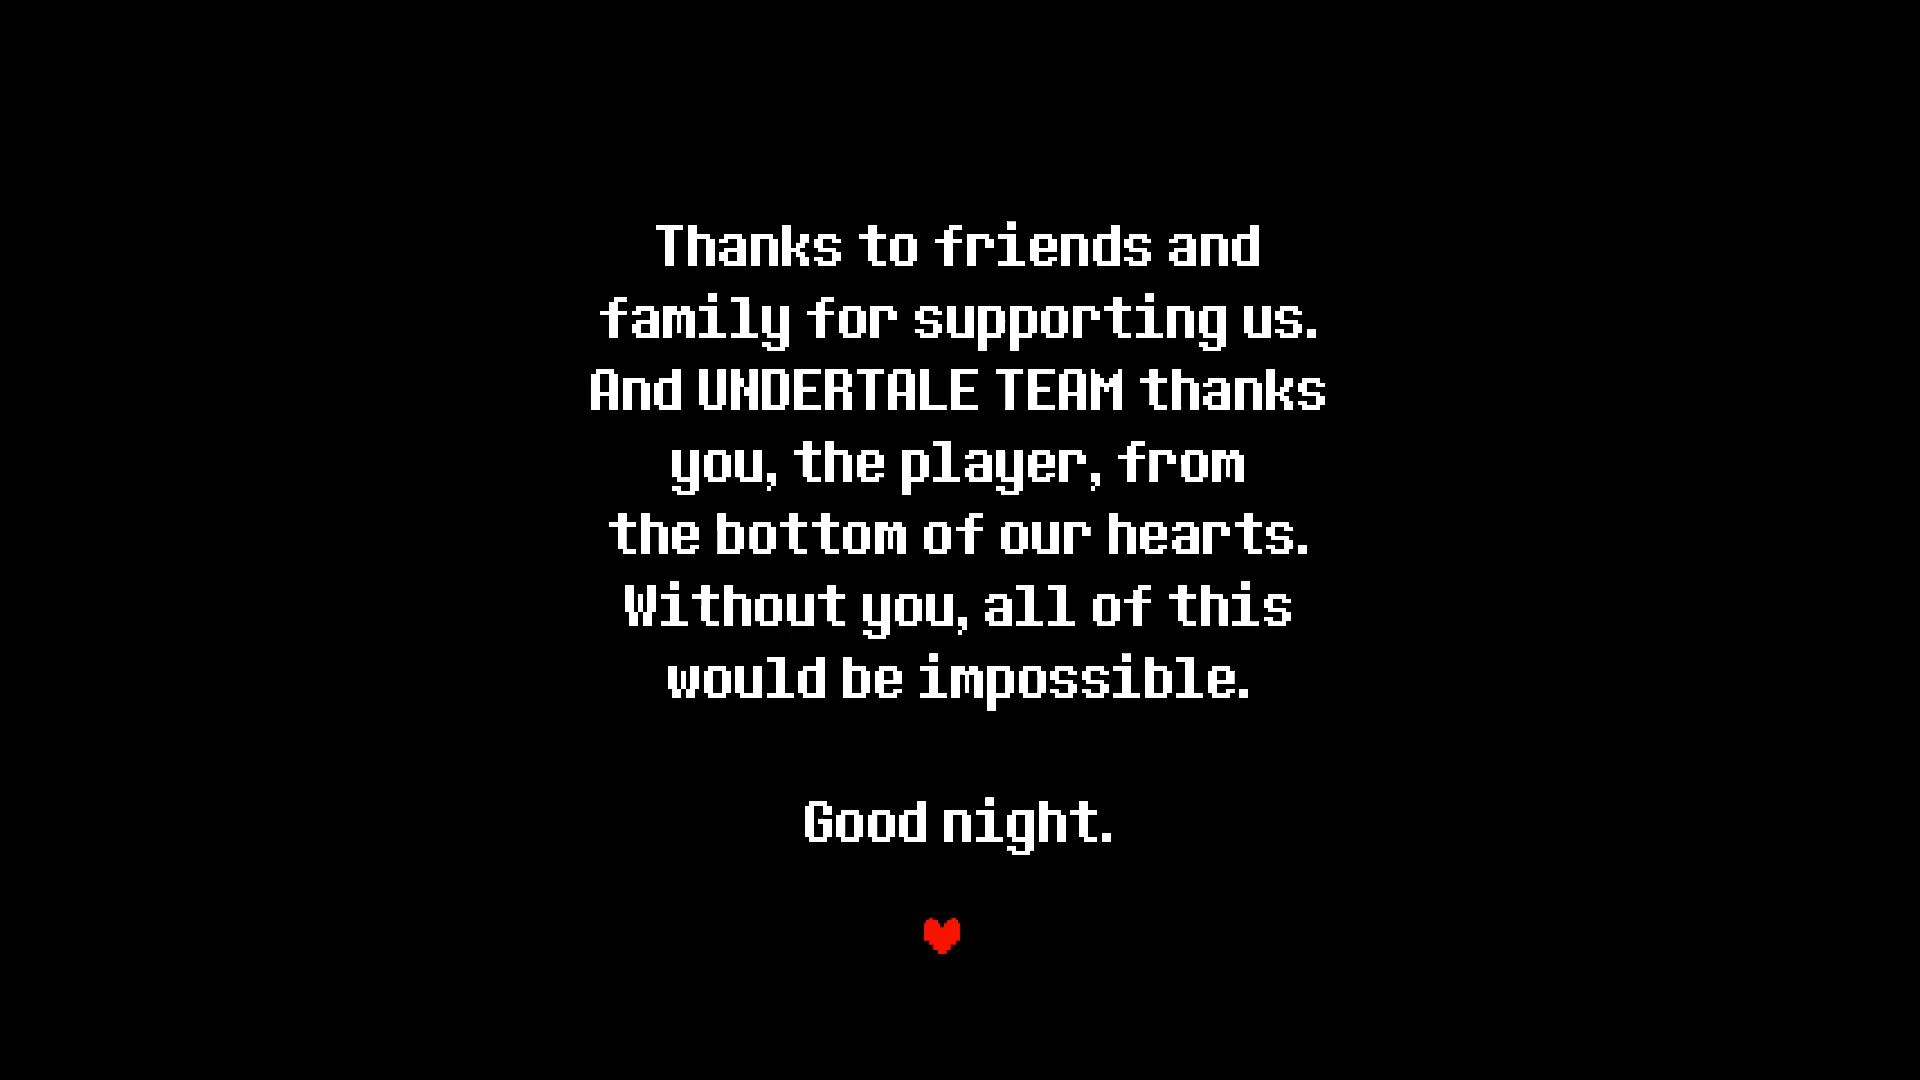 Thanks to friends and
family for supporting us.
And UNDERTALE TEAM thanks
you, the player, from
the bottom of our hearts.
Without you, all of this
would be impossible.
Good night.